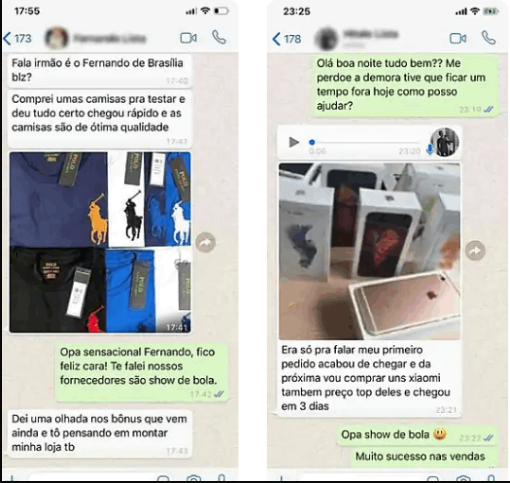 17:55
173
Fala irmão é o Fernando de Brasília
blz?
17:40
Comprei umas camisas pra testar e
deu tudo certo chegou rápido e as
camisas são de ótima qualidade
17:41
POLO
17:41
Opa sensacional Fernando, fico
feliz cara! Te falei nossos
fornecedores são show de bola.
17:42
Dei uma olhada nos bônus que vem
ainda e tô pensando em montar
minha loja tb
17:43
23:25
178
Olá boa noite tudo bem?? Me
perdoe a demora tive que ficar um
tempo fora hoje como posso
ajudar?
23:19
0:06
23:20
Era só pra falar meu primeiro
pedido acabou de chegar e da
próxima vou comprar uns xiaomi
tambem preço top deles e chegou
em 3 dias
23:21
Opa show de bola 😃
23:22
Muito sucesso nas vendas